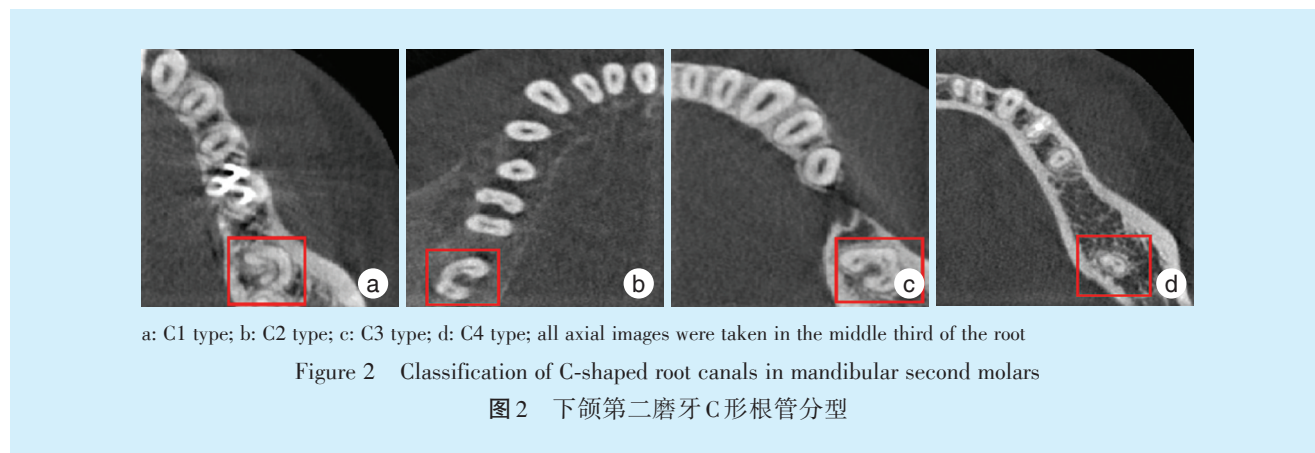 a
b
c
d
a: C1 type; b: C2 type; c: C3 type; d: C4 type; all axial images were taken in the middle third of the root
Figure 2 Classification of C-shaped root canals in mandibular second molars
图2 下颌第二磨牙C形根管分型